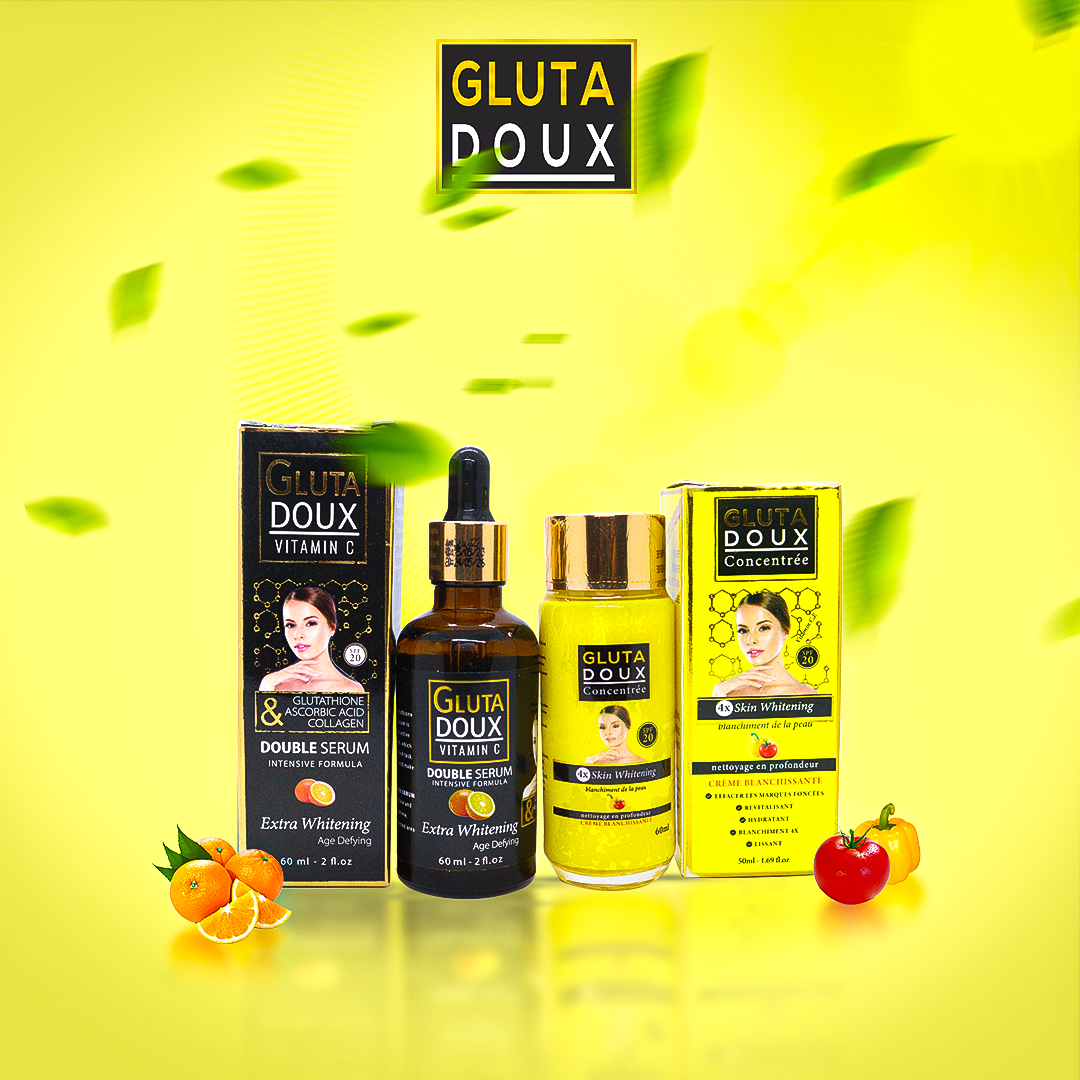 GLUTA
DOUX
GLUTA
DOUX
VITAMIN C
SPF
20
&
GLUTATHIONE
ASCORBIC ACID
COLLAGEN
DOUBLE SERUM
INTENSIVE FORMULA
Extra Whitening
Age Defying
60 ml - 2 fl.oz
GLUTA
DOUX
VITAMIN C
DOUBLE SERUM
INTENSIVE FORMULA
Extra Whitening
Age Defying
60 ml - 2 fl.oz
GLUTA
DOUX
Concentrée
SPF
20
4x Skin Whitening
blanchiment de la peau
nettoyage en profondeur
CRÈME BLANCHISSANTE
60ml
GLUTA
DOUX
Concentrée
SPF
20
4x Skin Whitening
blanchiment de la peau
nettoyage en profondeur
CRÈME BLANCHISSANTE
EFFACER LES MARQUES FONCÉES
REVITALISANT
HYDRATANT
BLANCHIMENT 4X
LISSANT
50ml - 1.69 fl.oz